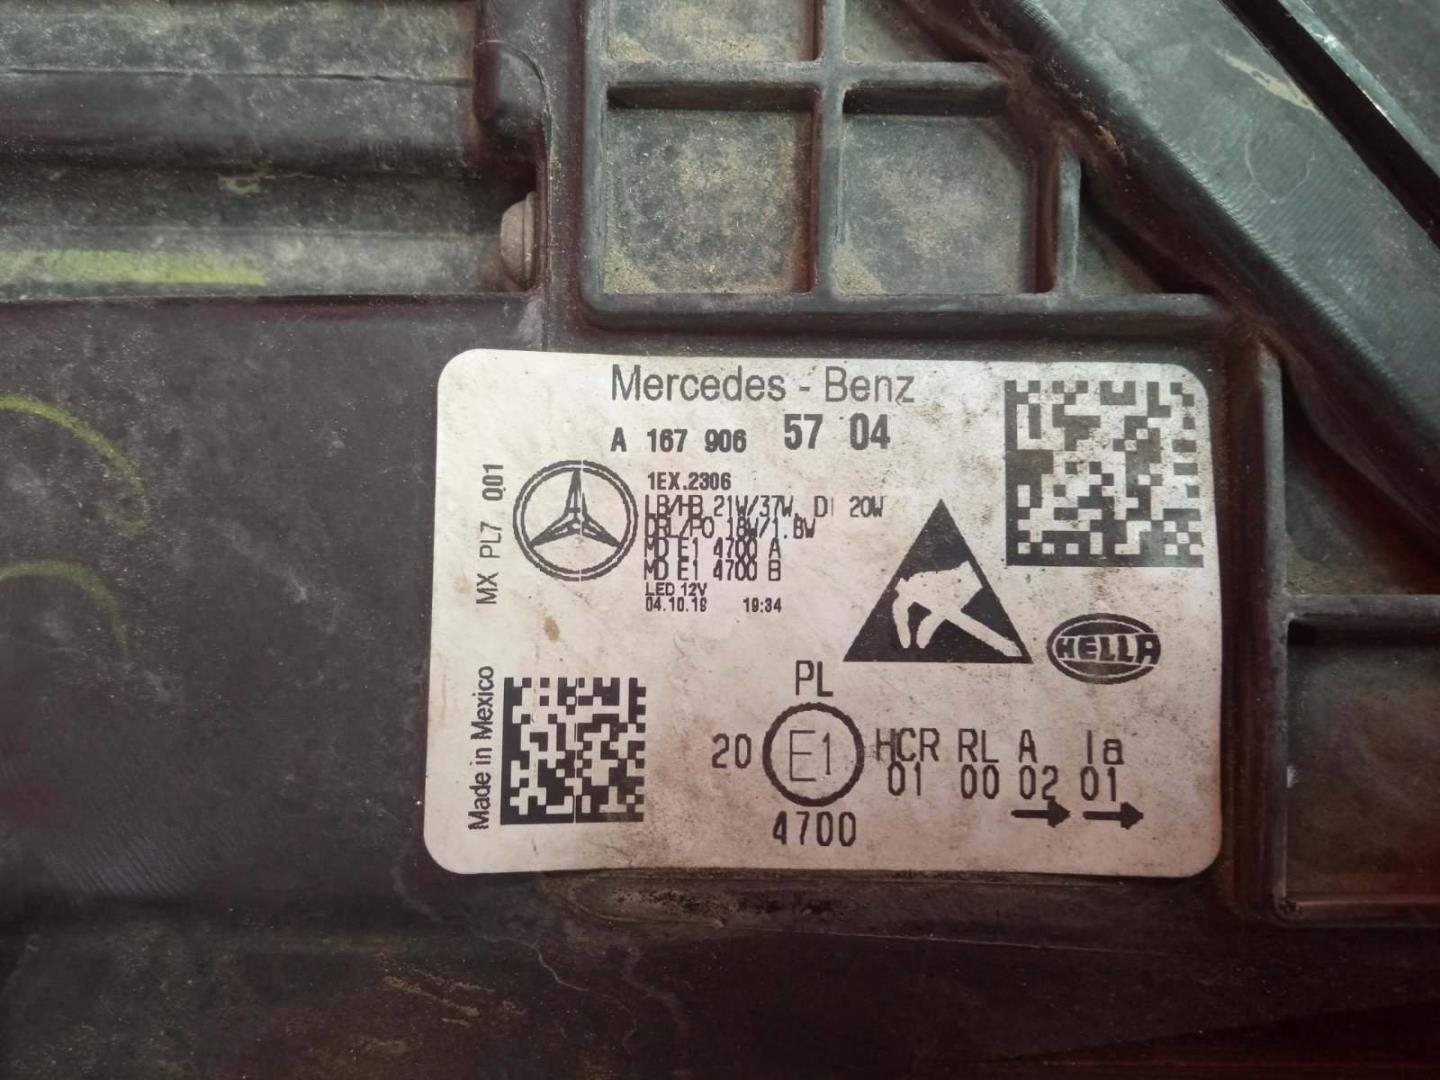 Mercedes - Benz
A 167 906 57 04
1EX.2306
LB/HB 21W/37W, DI 20W
DRL/PO 18W/1.8W
MD E1 4700 A
MD E1 4700 B
LED 12V
04.10.19 19:34
MX PL7 001
Made in Mexico
HELLA
PL
20 E1 HCR RL A 1a
01 00 02 01
4700